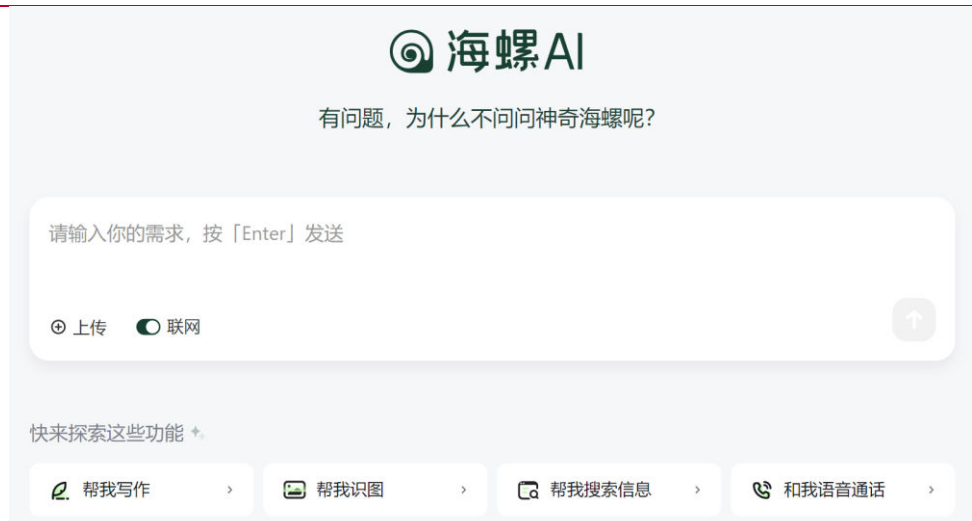 海螺AI
有问题，为什么不问问神奇海螺呢？
请输入你的需求，按「Enter」发送
上传 联网
快来探索这些功能
帮我写作 帮我识图 帮我搜索信息 和我语音通话